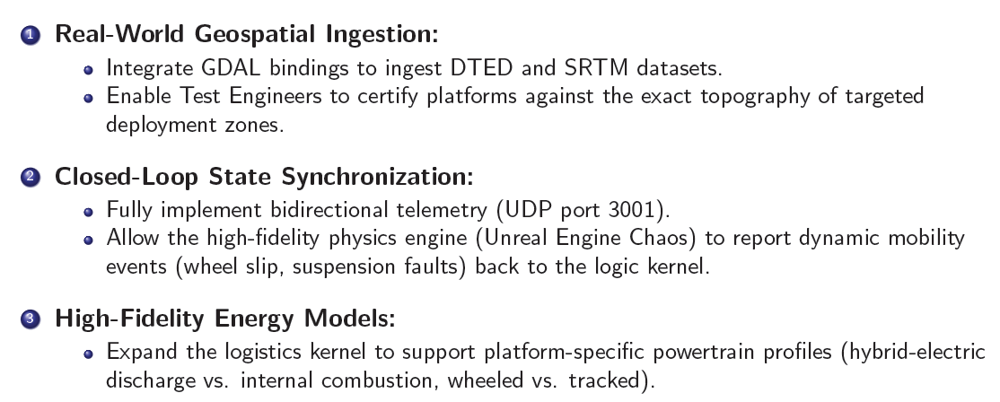 1 Real-World Geospatial Ingestion:
Integrate GDAL bindings to ingest DTED and SRTM datasets.
Enable Test Engineers to certify platforms against the exact topography of targeted
deployment zones.
2 Closed-Loop State Synchronization:
Fully implement bidirectional telemetry (UDP port 3001).
Allow the high-fidelity physics engine (Unreal Engine Chaos) to report dynamic mobility
events (wheel slip, suspension faults) back to the logic kernel.
3 High-Fidelity Energy Models:
Expand the logistics kernel to support platform-specific powertrain profiles (hybrid-electric
discharge vs. internal combustion, wheeled vs. tracked).